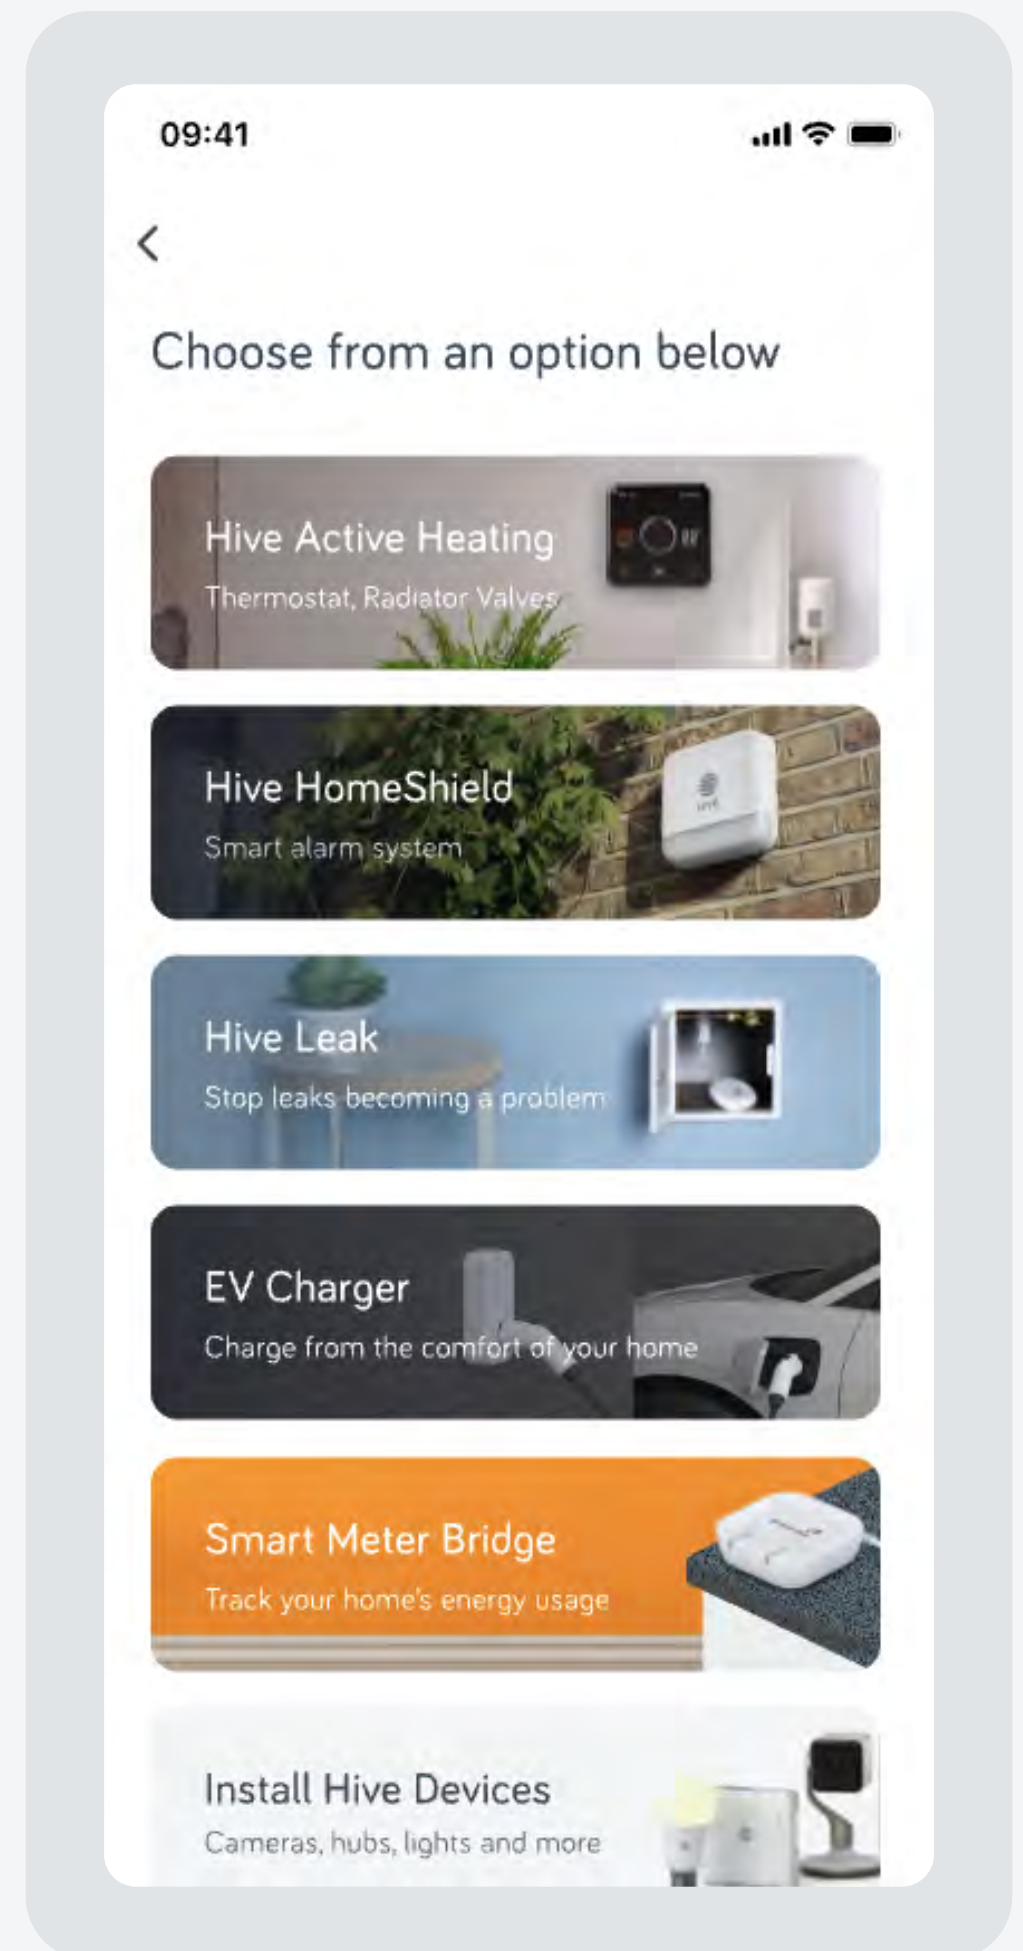 09:41
Choose from an option below
Hive Active Heating
Thermostat, Radiator Valves
Hive HomeShield
Smart alarm system
Hive Leak
Stop leaks becoming a problem
EV Charger
Charge from the comfort of your home
Smart Meter Bridge
Track your home's energy usage
Install Hive Devices
Cameras, hubs, lights and more